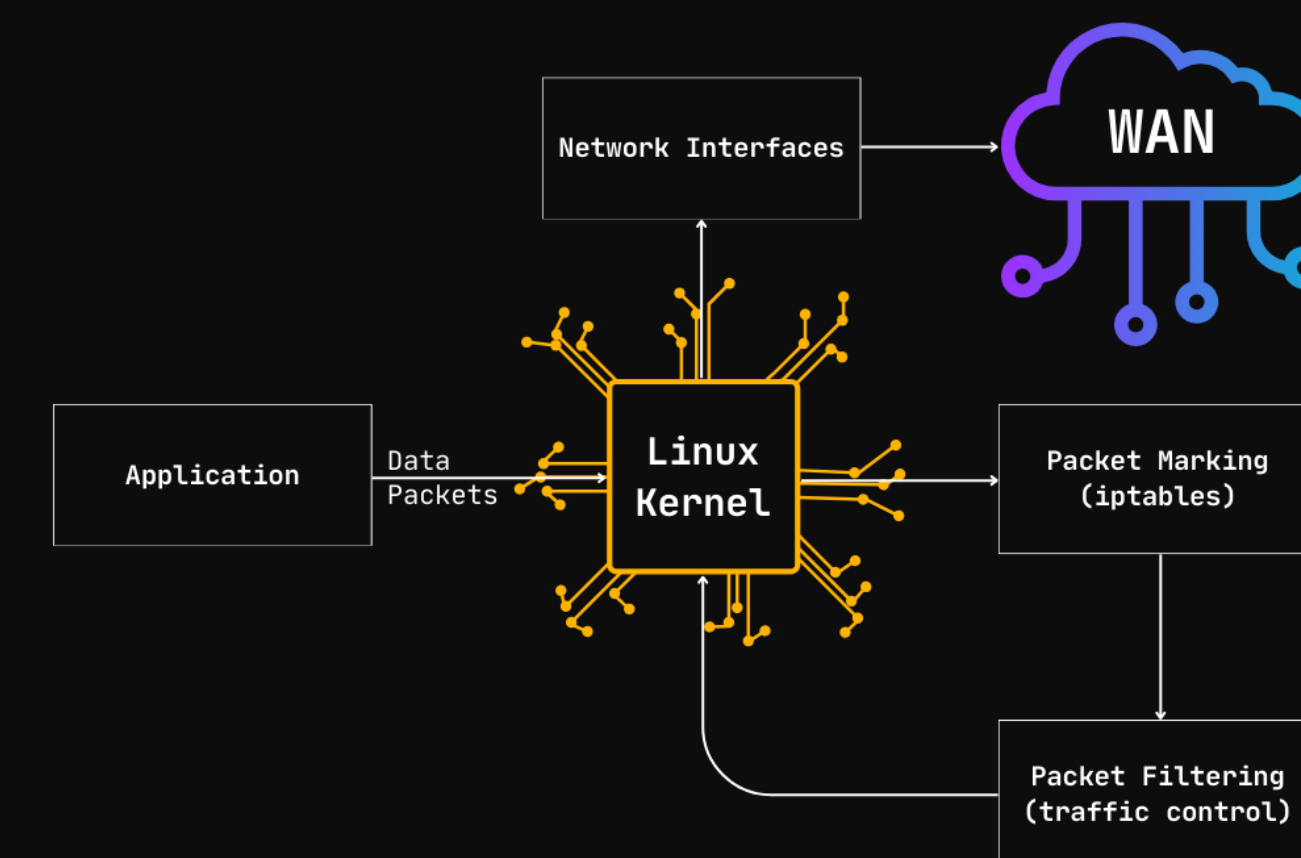 WAN
Network Interfaces
Linux
Kernel
Application
Data
Packets
Packet Marking
(iptables)
Packet Filtering
(traffic control)